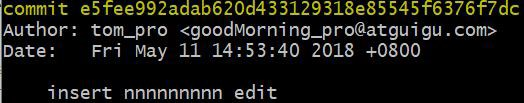 commit e5fee992adab620d433129318e85545f6376f7dc
Author: tom_pro <goodMorning_pro@atguigu.com>
Date:   Fri May 11 14:53:40 2018 +0800
insert nnnnnnnnn edit